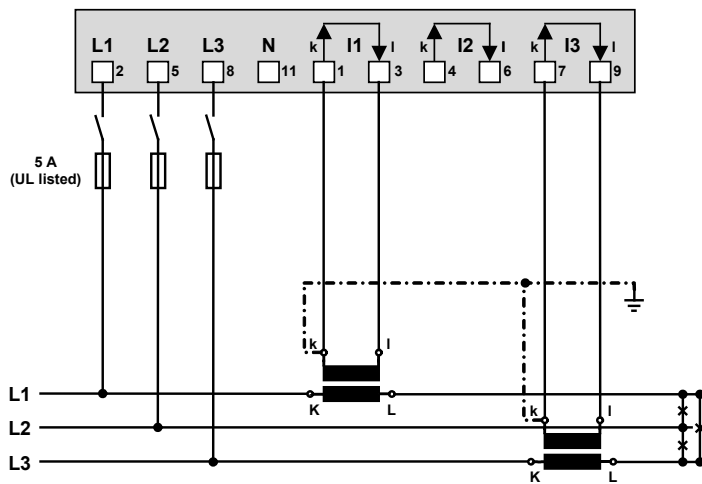 L1 L2 L3 N k I1 l k I2 l k I3 l
2 5 8 11 1 3 4 6 7 9
5 A
(UL listed)
k l
L1
K L
k l
L2
L3
K L